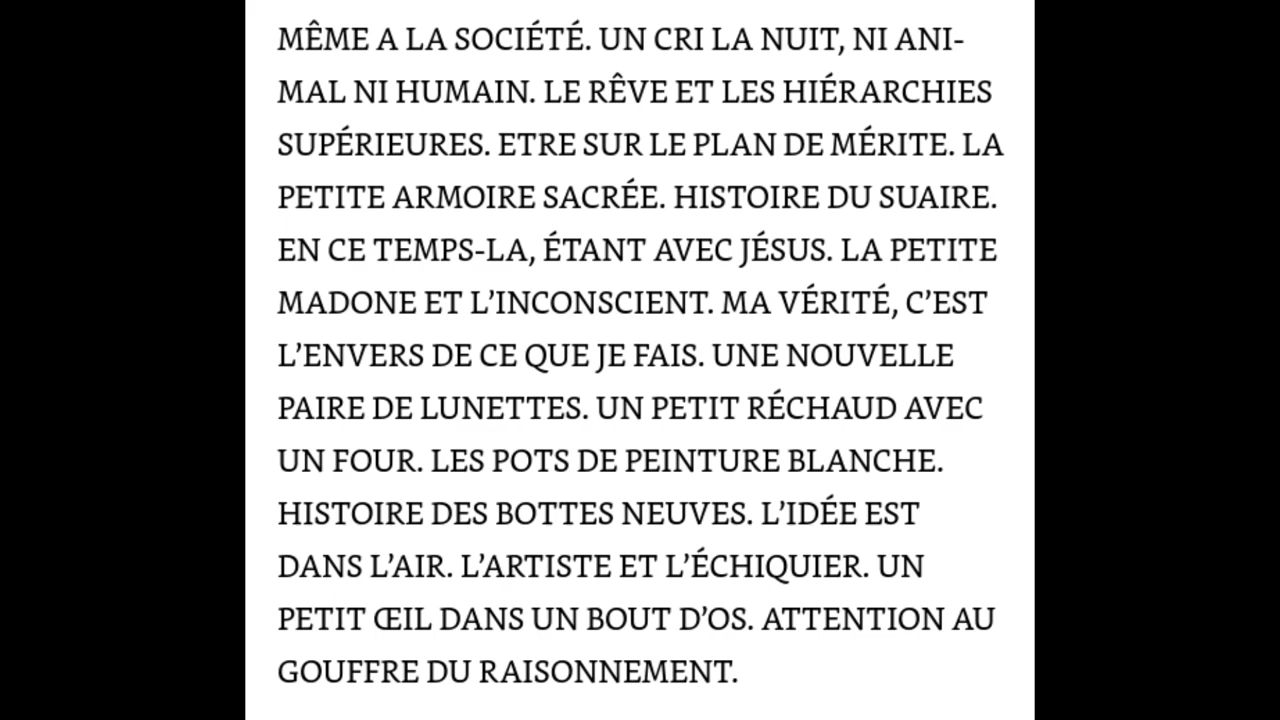 MÊME A LA SOCIÉTÉ. UN CRI LA NUIT, NI ANI-
MAL NI HUMAIN. LE RÊVE ET LES HIÉRARCHIES
SUPÉRIEURES. ETRE SUR LE PLAN DE MÉRITE. LA
PETITE ARMOIRE SACRÉE. HISTOIRE DU SUAIRE.
EN CE TEMPS-LA, ÉTANT AVEC JÉSUS. LA PETITE
MADONE ET L’INCONSCIENT. MA VÉRITÉ, C’EST
L’ENVERS DE CE QUE JE FAIS. UNE NOUVELLE
PAIRE DE LUNETTES. UN PETIT RÉCHAUD AVEC
UN FOUR. LES POTS DE PEINTURE BLANCHE.
HISTOIRE DES BOTTES NEUVES. L’IDÉE EST
DANS L’AIR. L’ARTISTE ET L’ÉCHIQUIER. UN
PETIT ŒIL DANS UN BOUT D’OS. ATTENTION AU
GOUFFRE DU RAISONNEMENT.